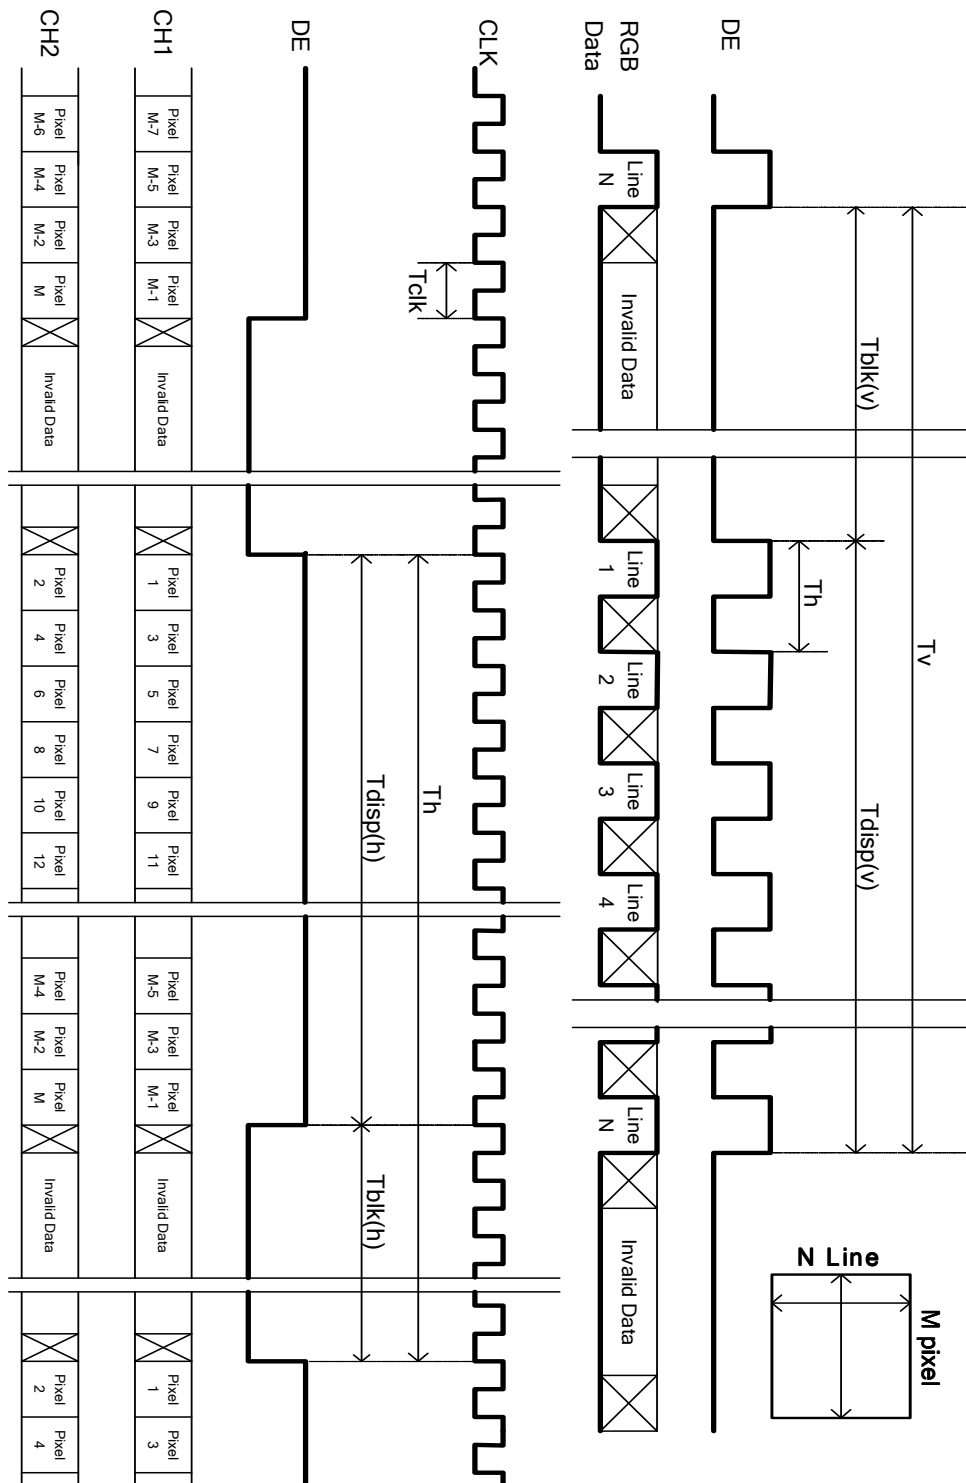 Tv
Tblk(v)
Tdisp(v)
Th
DE
RGB
Data
Line
N
Invalid Data
Line
1
Line
2
Line
3
Line
4
Line
N
Invalid Data
N Line
M pixel
CLK
Tclk
Th
Tdisp(h)
Tblk(h)
DE
CH1
Pixel
M-7
Pixel
M-5
Pixel
M-3
Pixel
M-1
Invalid Data
Pixel
1
Pixel
3
Pixel
5
Pixel
7
Pixel
9
Pixel
11
Pixel
M-5
Pixel
M-3
Pixel
M-1
Invalid Data
Pixel
1
Pixel
3
CH2
Pixel
M-6
Pixel
M-4
Pixel
M-2
Pixel
M
Invalid Data
Pixel
2
Pixel
4
Pixel
6
Pixel
8
Pixel
10
Pixel
12
Pixel
M-4
Pixel
M-2
Pixel
M
Invalid Data
Pixel
2
Pixel
4